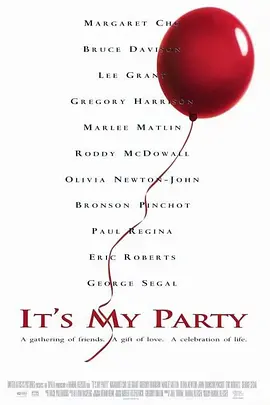 MARGARET CHO
BRUCE DAVISON
LEE GRANT
GREGORY HARRISON
MARLEE MATLIN
RODDY MCDOWALL
OLIVIA NEWTON-JOHN
BRONSON PINCHOT
PAUL REGINA
ERIC ROBERTS
GEORGE SEGAL
IT'S MY PARTY
A gathering of friends. A gift of love. A celebration of life.